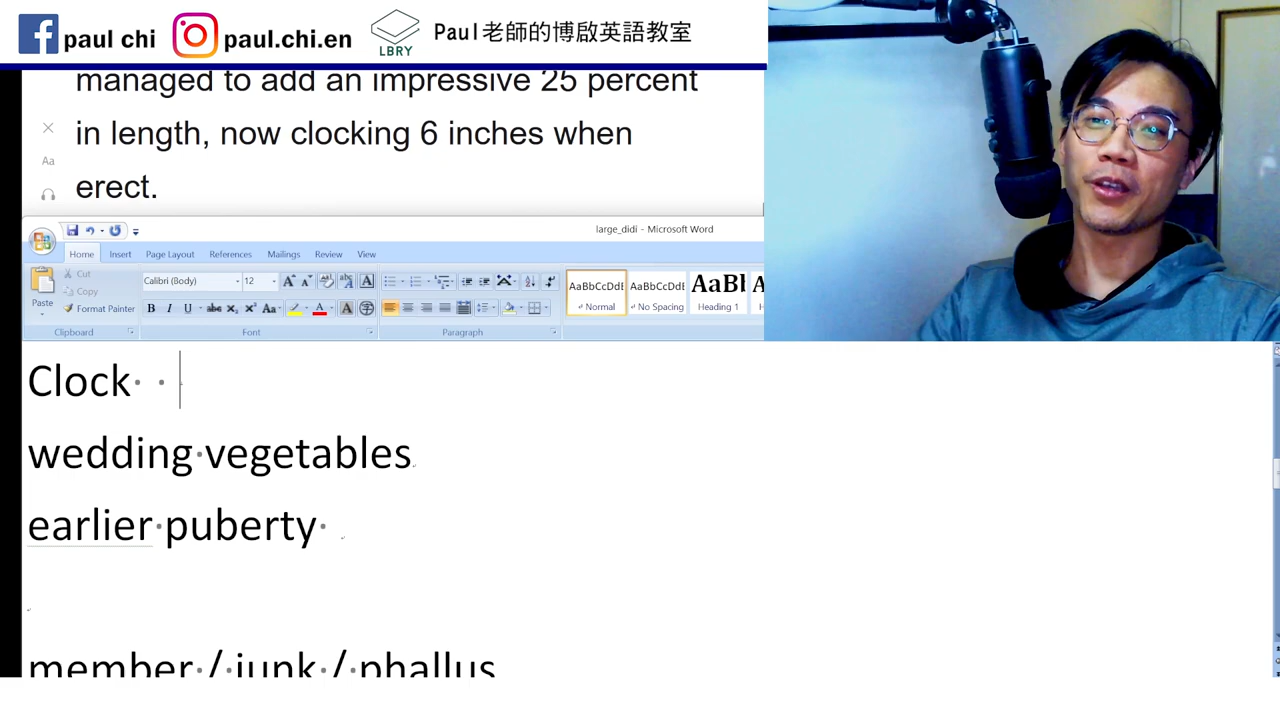 paul chi
paul.chi.en
LBRY
Paul老師的博啟英語教室
managed to add an impressive 25 percent
in length, now clocking 6 inches when
erect.
Aa
large_didi - Microsoft Word
Home Insert Page Layout References Mailings Review View
Paste
Cut
Copy
Format Painter
Clipboard
Calibri (Body) 12
Font
Paragraph
AaBbCcDdE AaBbCcDdE AaBb
Normal No Spacing Heading 1
Clock
wedding vegetables
earlier puberty
member / junk / phallus